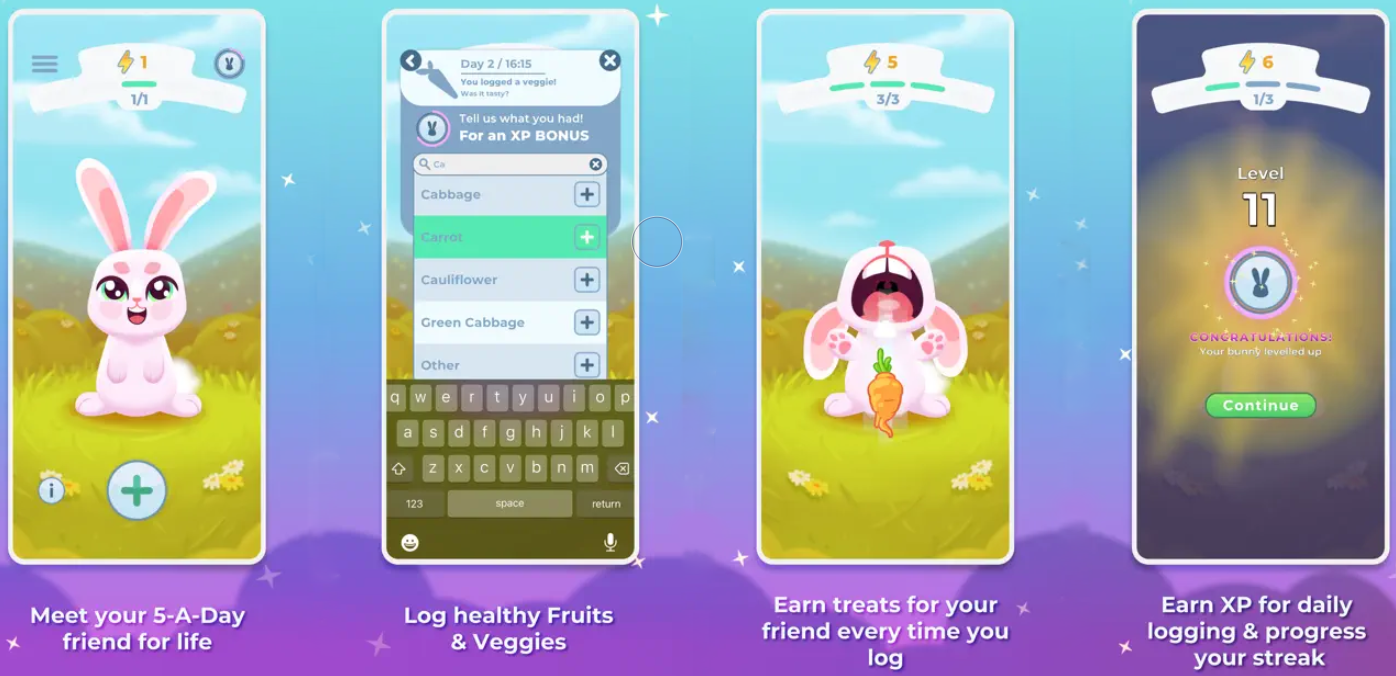 1
1/1
i
Meet your 5-A-Day
friend for life
Day 2 / 16:15
You logged a veggie!
Was it tasty?
Tell us what you had!
For an XP BONUS
Ca
Cabbage
Carrot
Cauliflower
Green Cabbage
Other
q w e r t y u i o p
a s d f g h j k l
z x c v b n m
123 space return
Log healthy Fruits
& Veggies
5
3/3
Earn treats for your
friend every time you
log
6
1/3
Level
11
CONGRATULATIONS!
Your bunny levelled up
Continue
Earn XP for daily
logging & progress
your streak